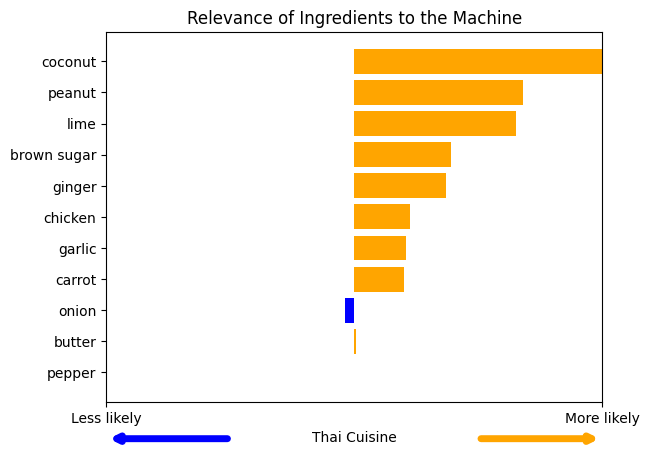 Relevance of Ingredients to the Machine
coconut
peanut
lime
brown sugar
ginger
chicken
garlic
carrot
onion
butter
pepper
Less likely
More likely
Thai Cuisine